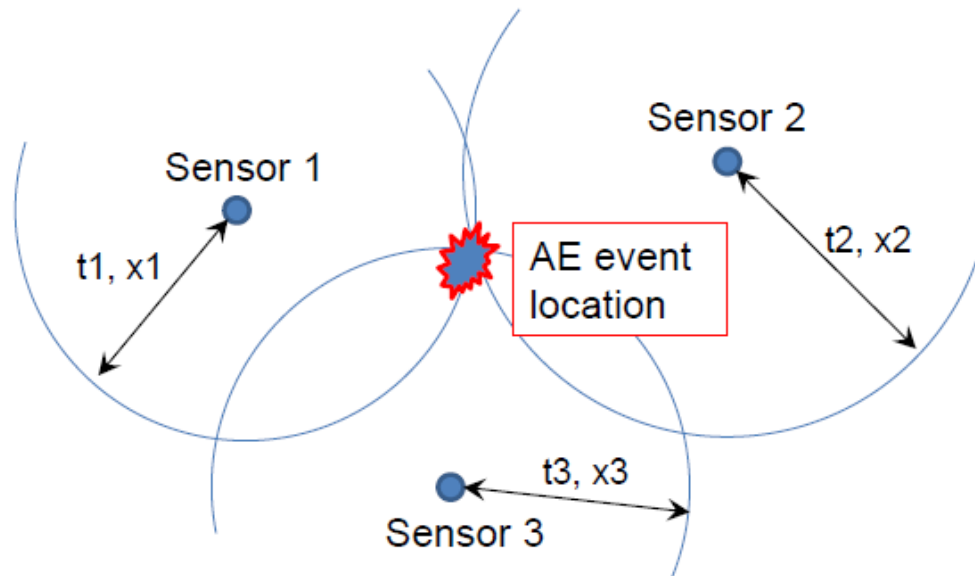 Sensor 2
Sensor 1
t1, x1
t2, x2
AE event
location
t3, x3
Sensor 3